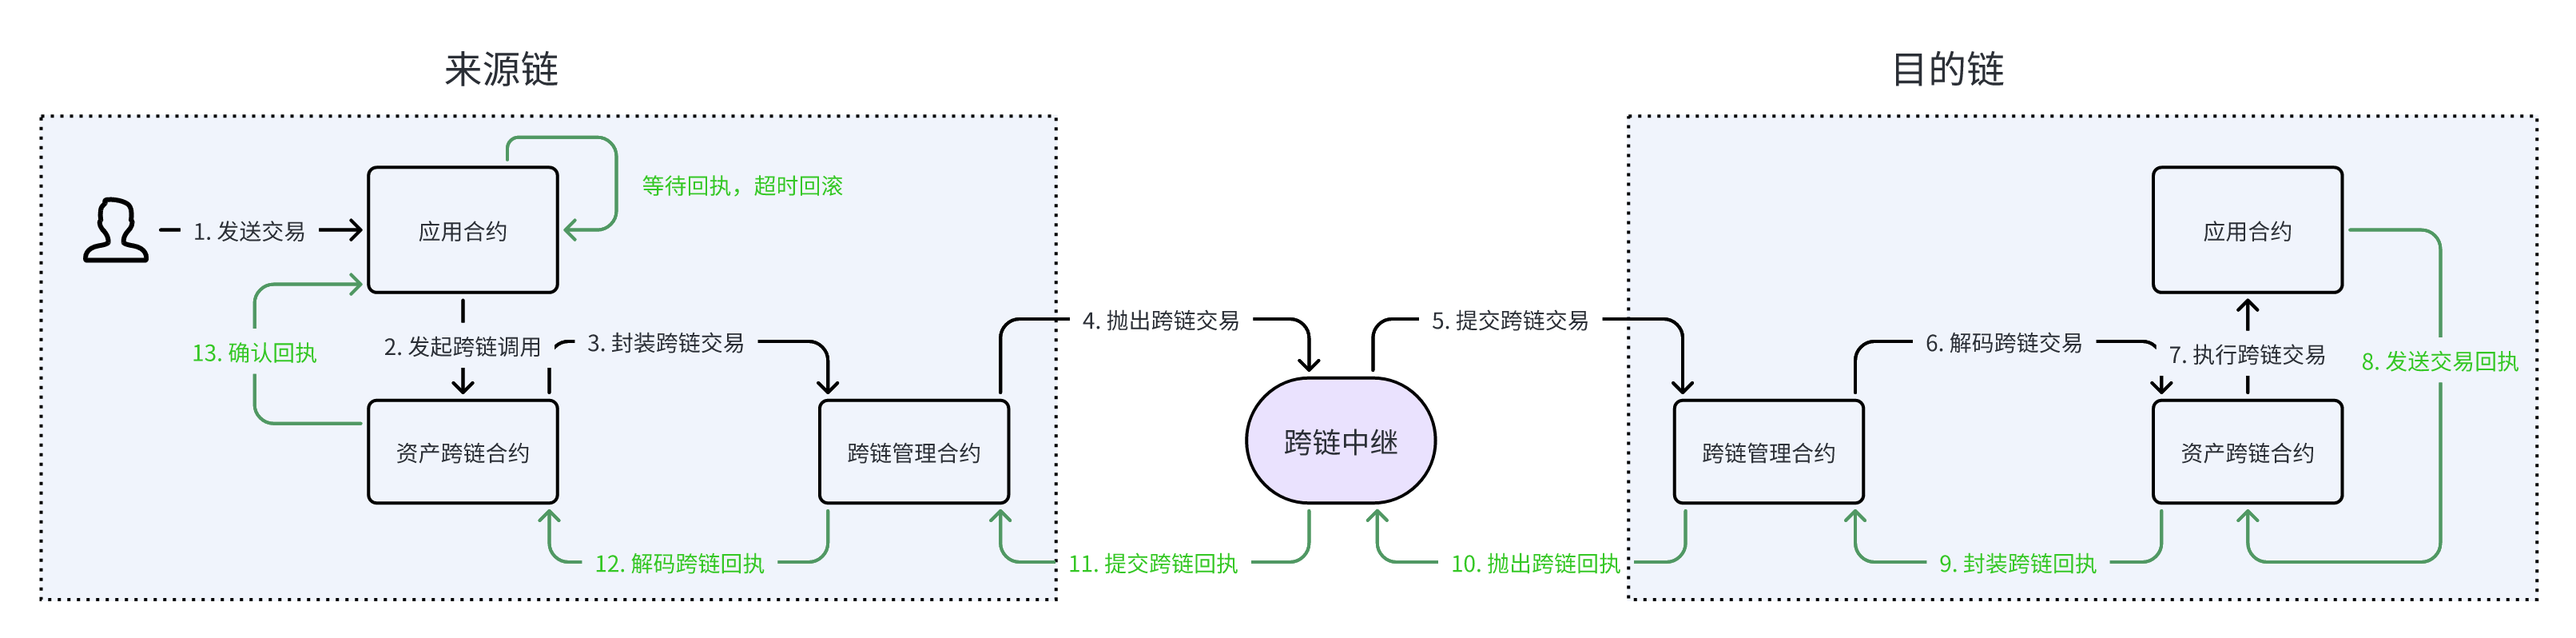 来源链
目的链
等待回执，超时回滚
1. 发送交易
应用合约
应用合约
4. 抛出跨链交易
5. 提交跨链交易
13. 确认回执
2. 发起跨链调用
3. 封装跨链交易
6. 解码跨链交易
7. 执行跨链交易
8. 发送交易回执
资产跨链合约
跨链管理合约
跨链中继
跨链管理合约
资产跨链合约
12. 解码跨链回执
11. 提交跨链回执
10. 抛出跨链回执
9. 封装跨链回执